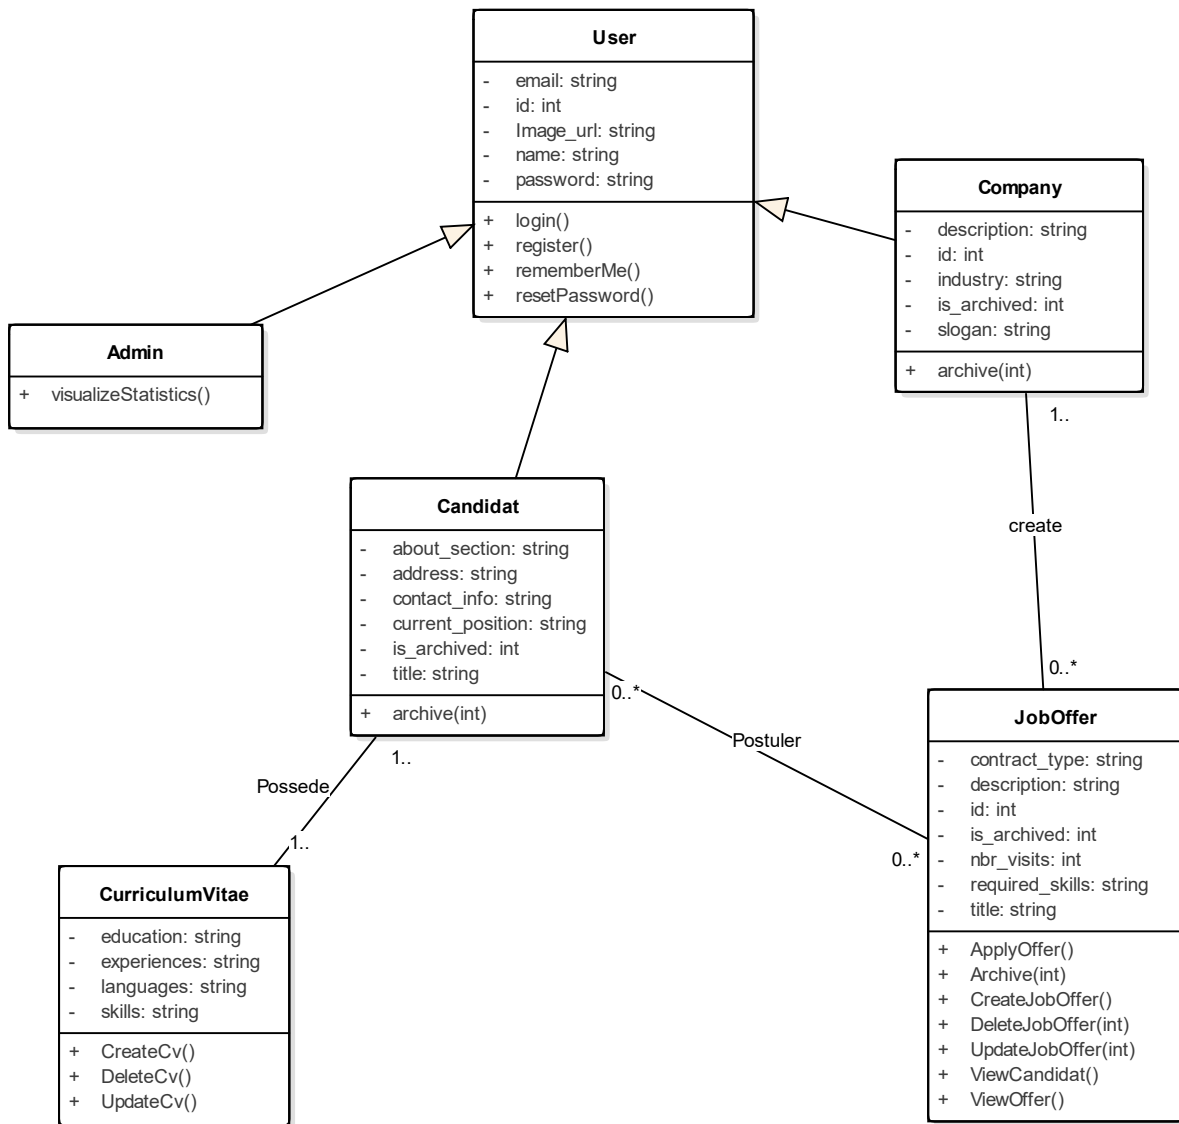 User
- email: string
- id: int
- Image_url: string
- name: string
- password: string
+ login()
+ register()
+ rememberMe()
+ resetPassword()
Company
- description: string
- id: int
- industry: string
- is_archived: int
- slogan: string
+ archive(int)
Admin
+ visualizeStatistics()
1..
create
0..*
Candidat
- about_section: string
- address: string
- contact_info: string
- current_position: string
- is_archived: int
- title: string
+ archive(int)
0..*
Postuler
0..*
1..
Possede
1..
JobOffer
- contract_type: string
- description: string
- id: int
- is_archived: int
- nbr_visits: int
- required_skills: string
- title: string
+ ApplyOffer()
+ Archive(int)
+ CreateJobOffer()
+ DeleteJobOffer(int)
+ UpdateJobOffer(int)
+ ViewCandidat()
+ ViewOffer()
CurriculumVitae
- education: string
- experiences: string
- languages: string
- skills: string
+ CreateCv()
+ DeleteCv()
+ UpdateCv()